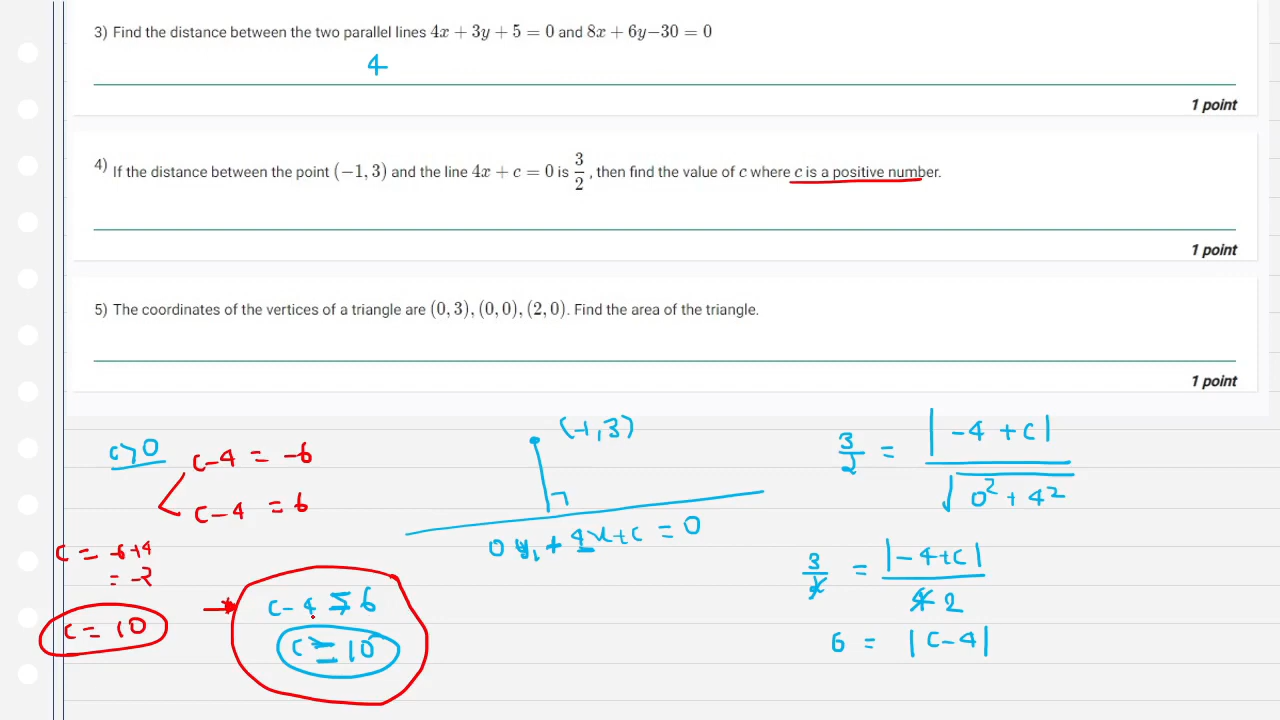 3) Find the distance between the two parallel lines 4x + 3y + 5 = 0 and 8x + 6y−30 = 0
4
1 point
4) If the distance between the point (−1, 3) and the line 4x + c = 0 is 3/2 , then find the value of c where c is a positive number.
1 point
5) The coordinates of the vertices of a triangle are (0, 3), (0, 0), (2, 0). Find the area of the triangle.
1 point
c>0
c-4 = -6
c-4 = 6
c = -6+4
= -2
c = 10
c-4 = 6
c = 10
(-1, 3)
3/2 = |-4 + c| / √0² + 4²
3/2 = |-4+c| / 4 2
6 = |c-4|